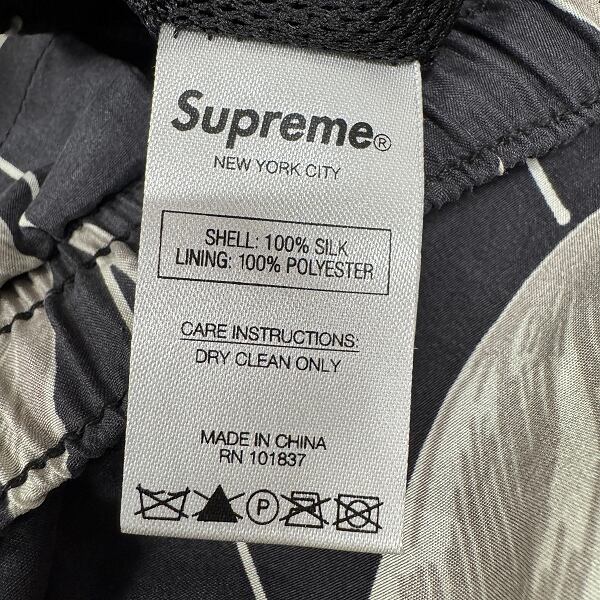 Supreme®
NEW YORK CITY
SHELL: 100% SILK
LINING: 100% POLYESTER
CARE INSTRUCTIONS:
DRY CLEAN ONLY
MADE IN CHINA
RN 101837
P